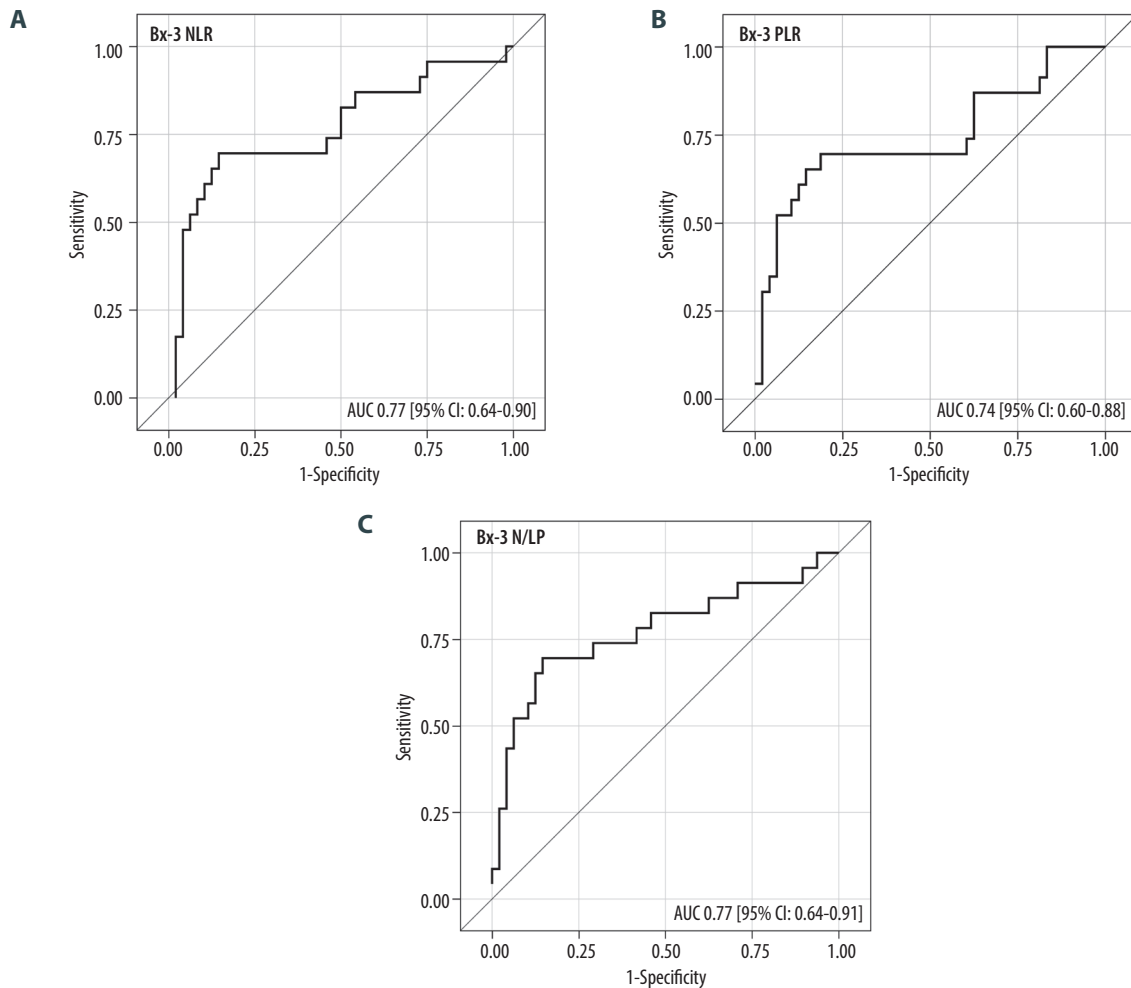 A
Bx-3 NLR
1.00
0.75
0.50
0.25
0.00
Sensitivity
AUC 0.77 [95% CI: 0.64-0.90]
0.00 0.25 0.50 0.75 1.00
1-Specificity
B
Bx-3 PLR
1.00
0.75
0.50
0.25
0.00
Sensitivity
AUC 0.74 [95% CI: 0.60-0.88]
0.00 0.25 0.50 0.75 1.00
1-Specificity
C
Bx-3 N/LP
1.00
0.75
0.50
0.25
0.00
Sensitivity
AUC 0.77 [95% CI: 0.64-0.91]
0.00 0.25 0.50 0.75 1.00
1-Specificity